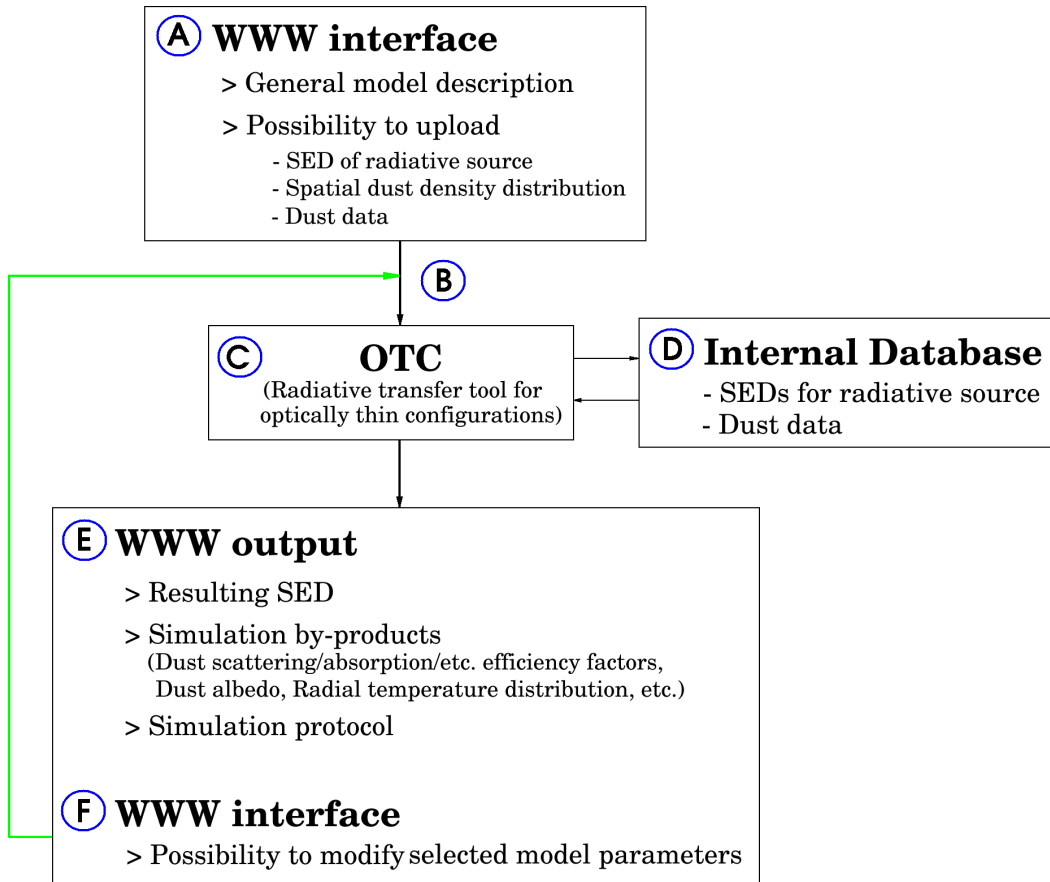 A WWW interface
> General model description
> Possibility to upload
- SED of radiative source
- Spatial dust density distribution
- Dust data
B
C OTC
(Radiative transfer tool for
optically thin configurations)
D Internal Database
- SEDs for radiative source
- Dust data
E WWW output
> Resulting SED
> Simulation by-products
(Dust scattering/absorption/etc. efficiency factors,
Dust albedo, Radial temperature distribution, etc.)
> Simulation protocol
F WWW interface
> Possibility to modify selected model parameters